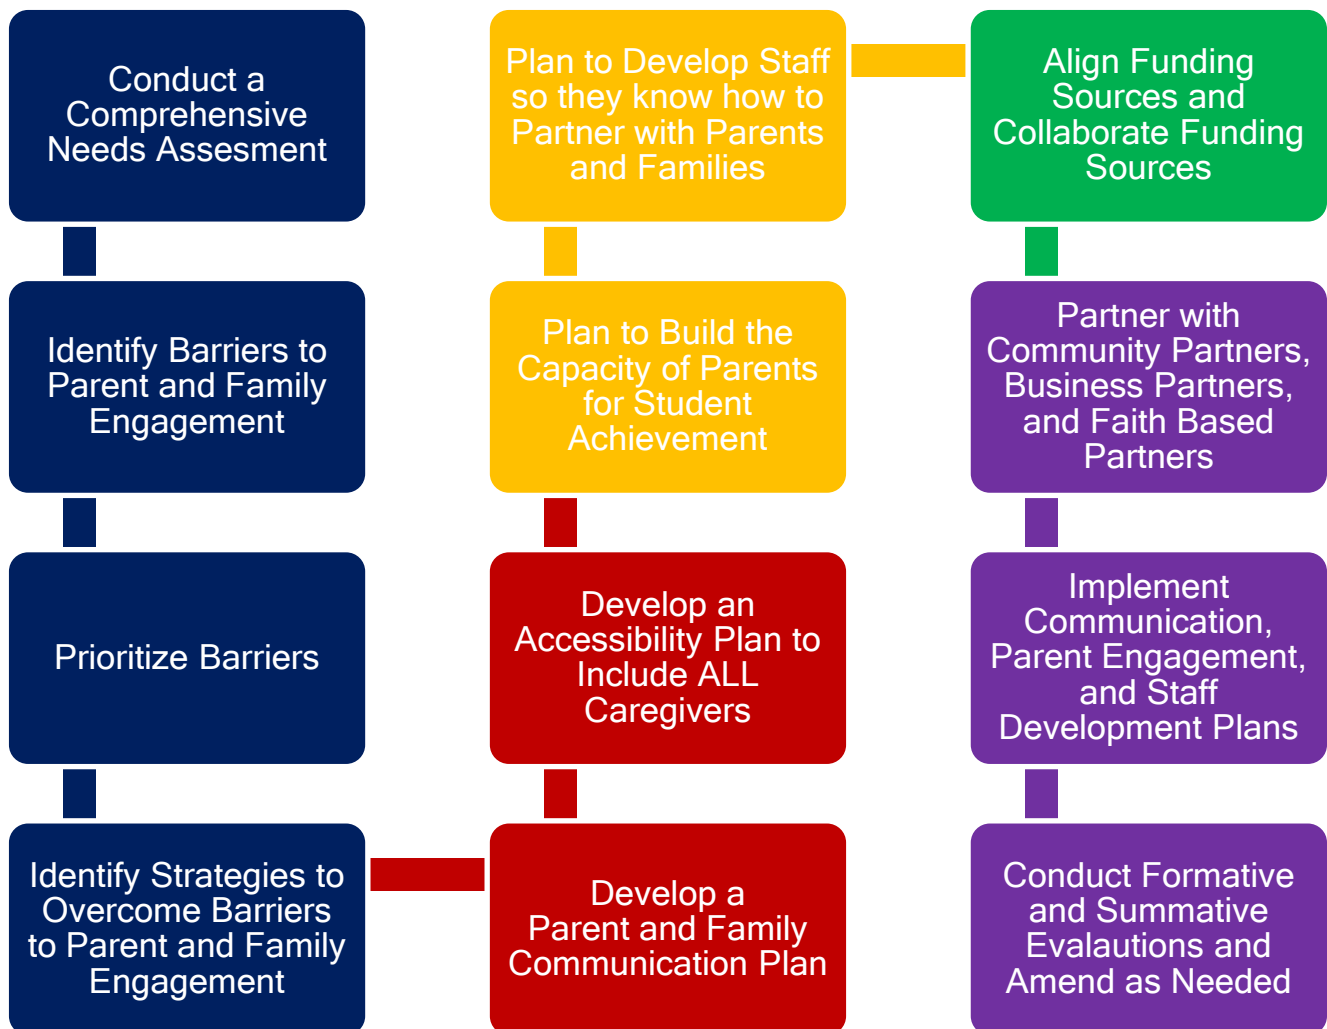 Conduct a
Comprehensive
Needs Assesment
Identify Barriers to
Parent and Family
Engagement
Prioritize Barriers
Identify Strategies to
Overcome Barriers
to Parent and Family
Engagement
Develop a
Parent and Family
Communication Plan
Develop an
Accessibility Plan to
Include ALL
Caregivers
Plan to Build the
Capacity of Parents
for Student
Achievement
Plan to Develop Staff
so they know how to
Partner with Parents
and Families
Align Funding
Sources and
Collaborate Funding
Sources
Partner with
Community Partners,
Business Partners,
and Faith Based
Partners
Implement
Communication,
Parent Engagement,
and Staff
Development Plans
Conduct Formative
and Summative
Evalautions and
Amend as Needed